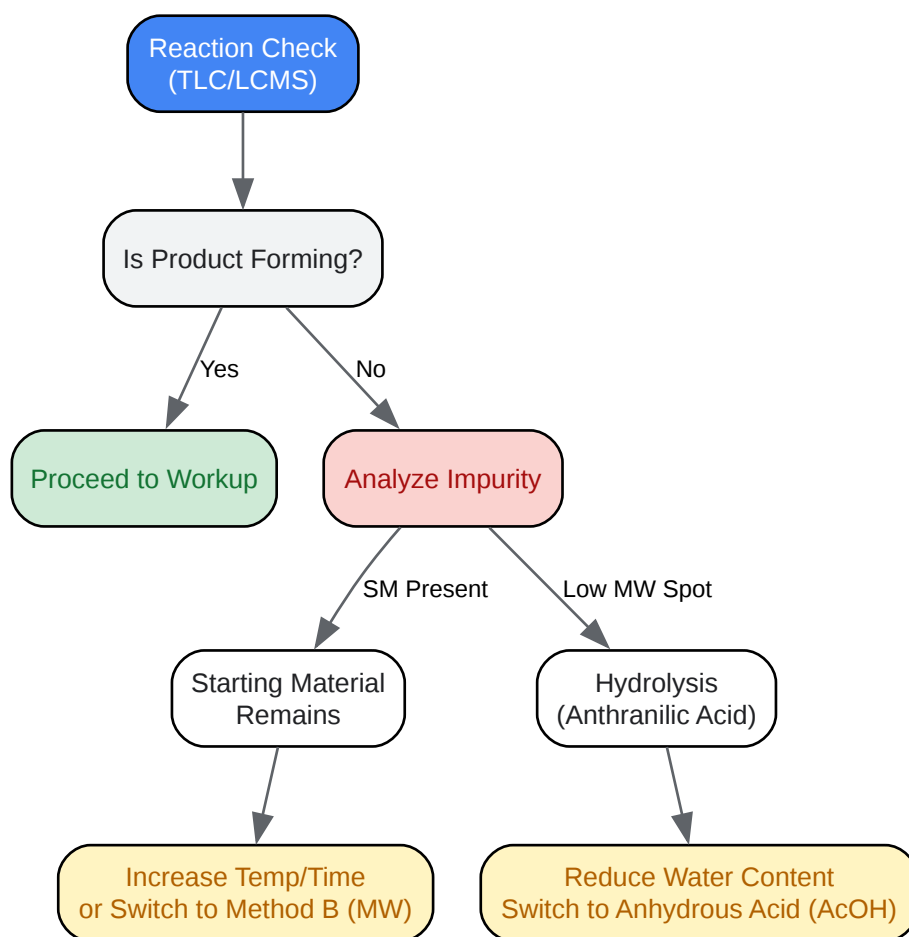 Reaction Check
(TLC/LCMS)
Is Product Forming?
Yes
No
Proceed to Workup
Analyze Impurity
SM Present
Low MW Spot
Starting Material
Remains
Hydrolysis
(Anthranilic Acid)
Increase Temp/Time
or Switch to Method B (MW)
Reduce Water Content
Switch to Anhydrous Acid (AcOH)